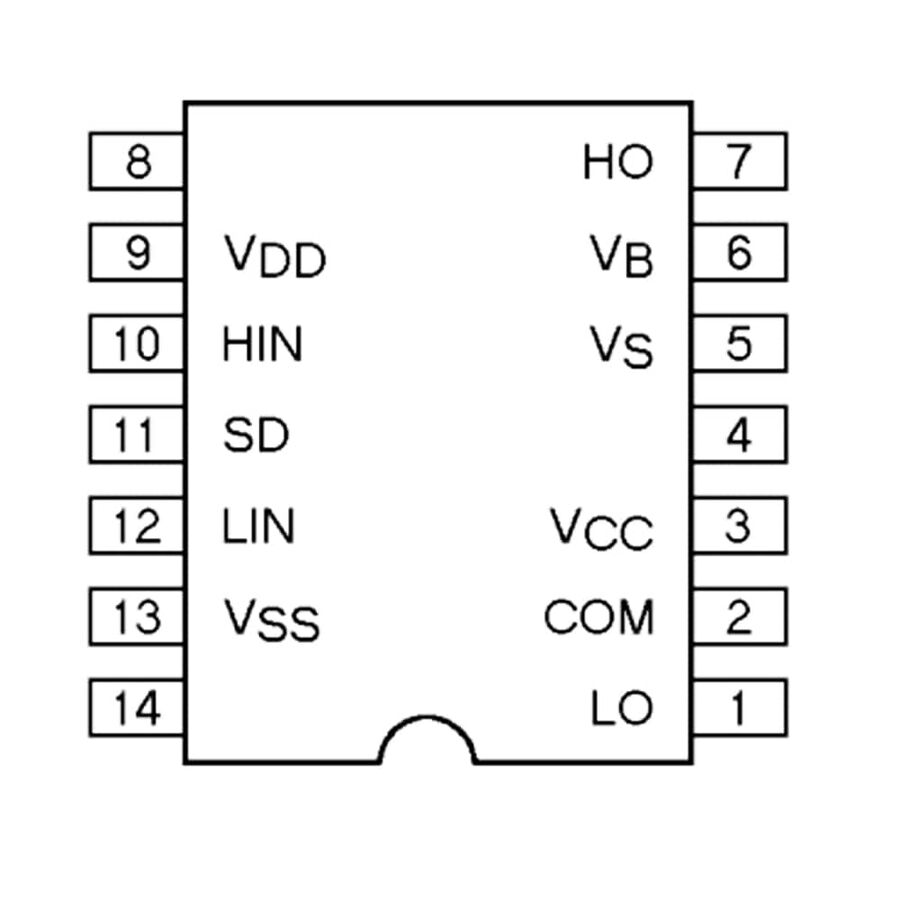 8 HO 7
9 VDD VB 6
10 HIN VS 5
11 SD 4
12 LIN VCC 3
13 VSS COM 2
14 LO 1